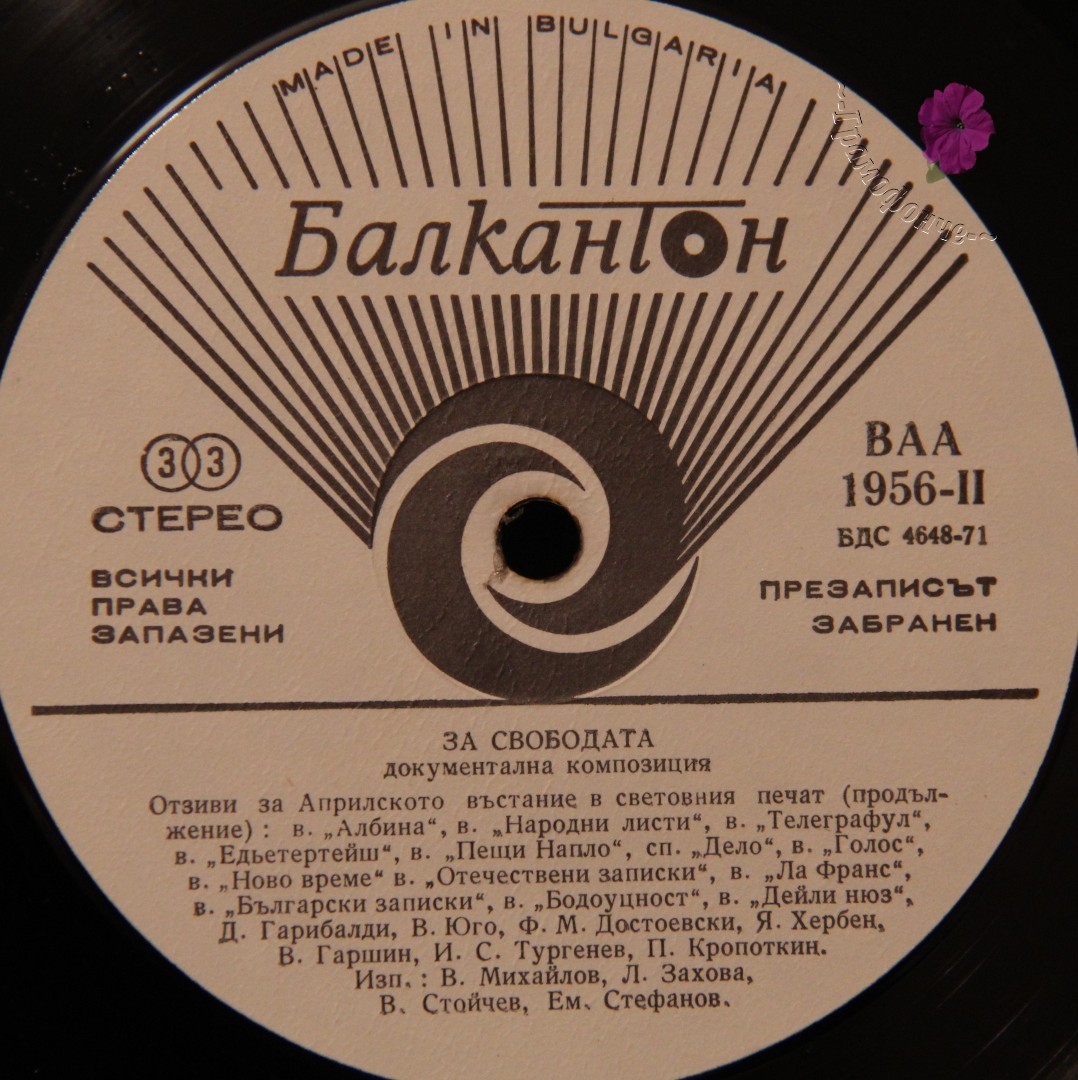 MADE IN BULGARIA
~Грамофонче~
Балкантон
33
СТЕРЕО
ВСИЧКИ
ПРАВА
ЗАПАЗЕНИ
ВАА
1956-II
БДС 4648-71
ПРЕЗАПИСЪТ
ЗАБРАНЕН
ЗА СВОБОДАТА
документална композиция
Отзиви за Априлското въстание в световния печат (продъл-
жение) : в. „Албина“, в. „Народни листи“, в. „Телеграфул“,
в. „Едьетертейш“, в. „Пещи Напло“, сп. „Дело“, в. „Голос“,
в. „Ново време“ в. „Отечествени записки“, в. „Ла Франс“,
в. „Български записки“, в. „Бодоуцност“, в. „Дейли нюз“,
Д. Гарибалди, В. Юго, Ф. М. Достоевски, Я. Хербен,
В. Гаршин, И. С. Тургенев, П. Кропоткин.
Изп. : В. Михайлов, Л. Захова,
В. Стойчев, Ем. Стефанов.